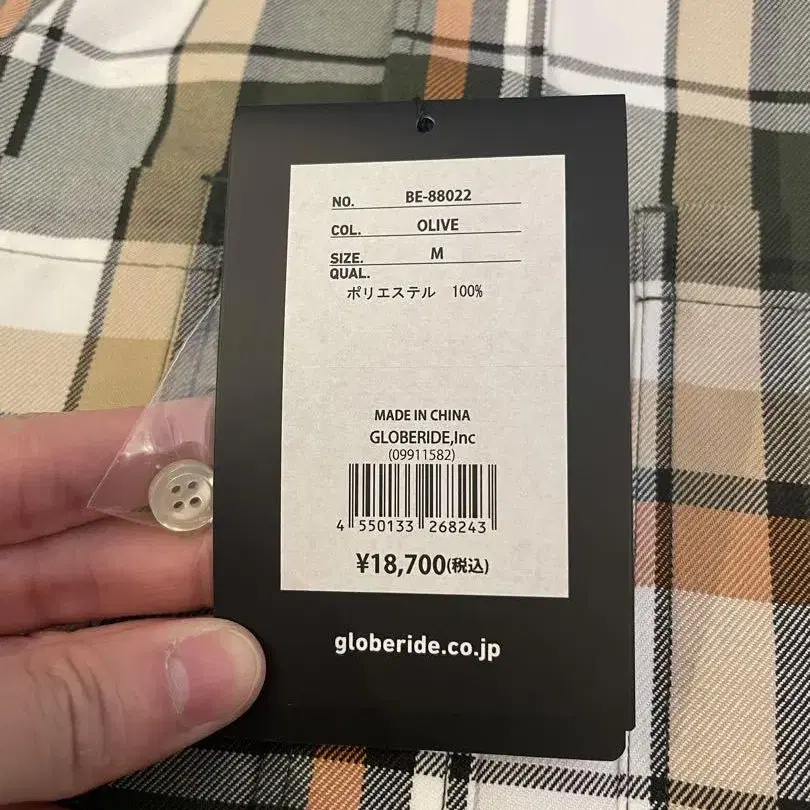 NO. BE-88022
COL. OLIVE
SIZE. M
QUAL.
ポリエステル 100%
MADE IN CHINA
GLOBERIDE,Inc
(09911582)
4 550133 268243
¥18,700(税込)
globeride.co.jp